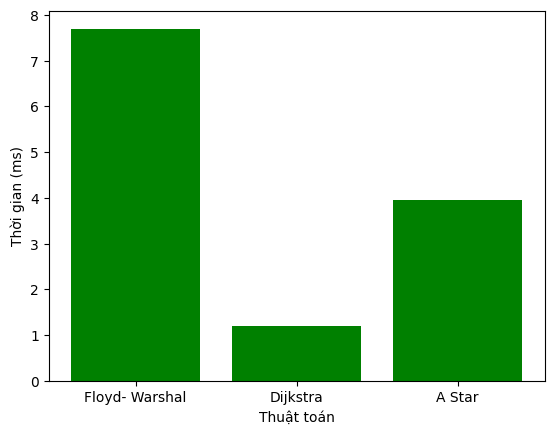 8
7
6
5
4
3
2
1
0
Thời gian (ms)
Floyd- Warshal
Dijkstra
A Star
Thuật toán